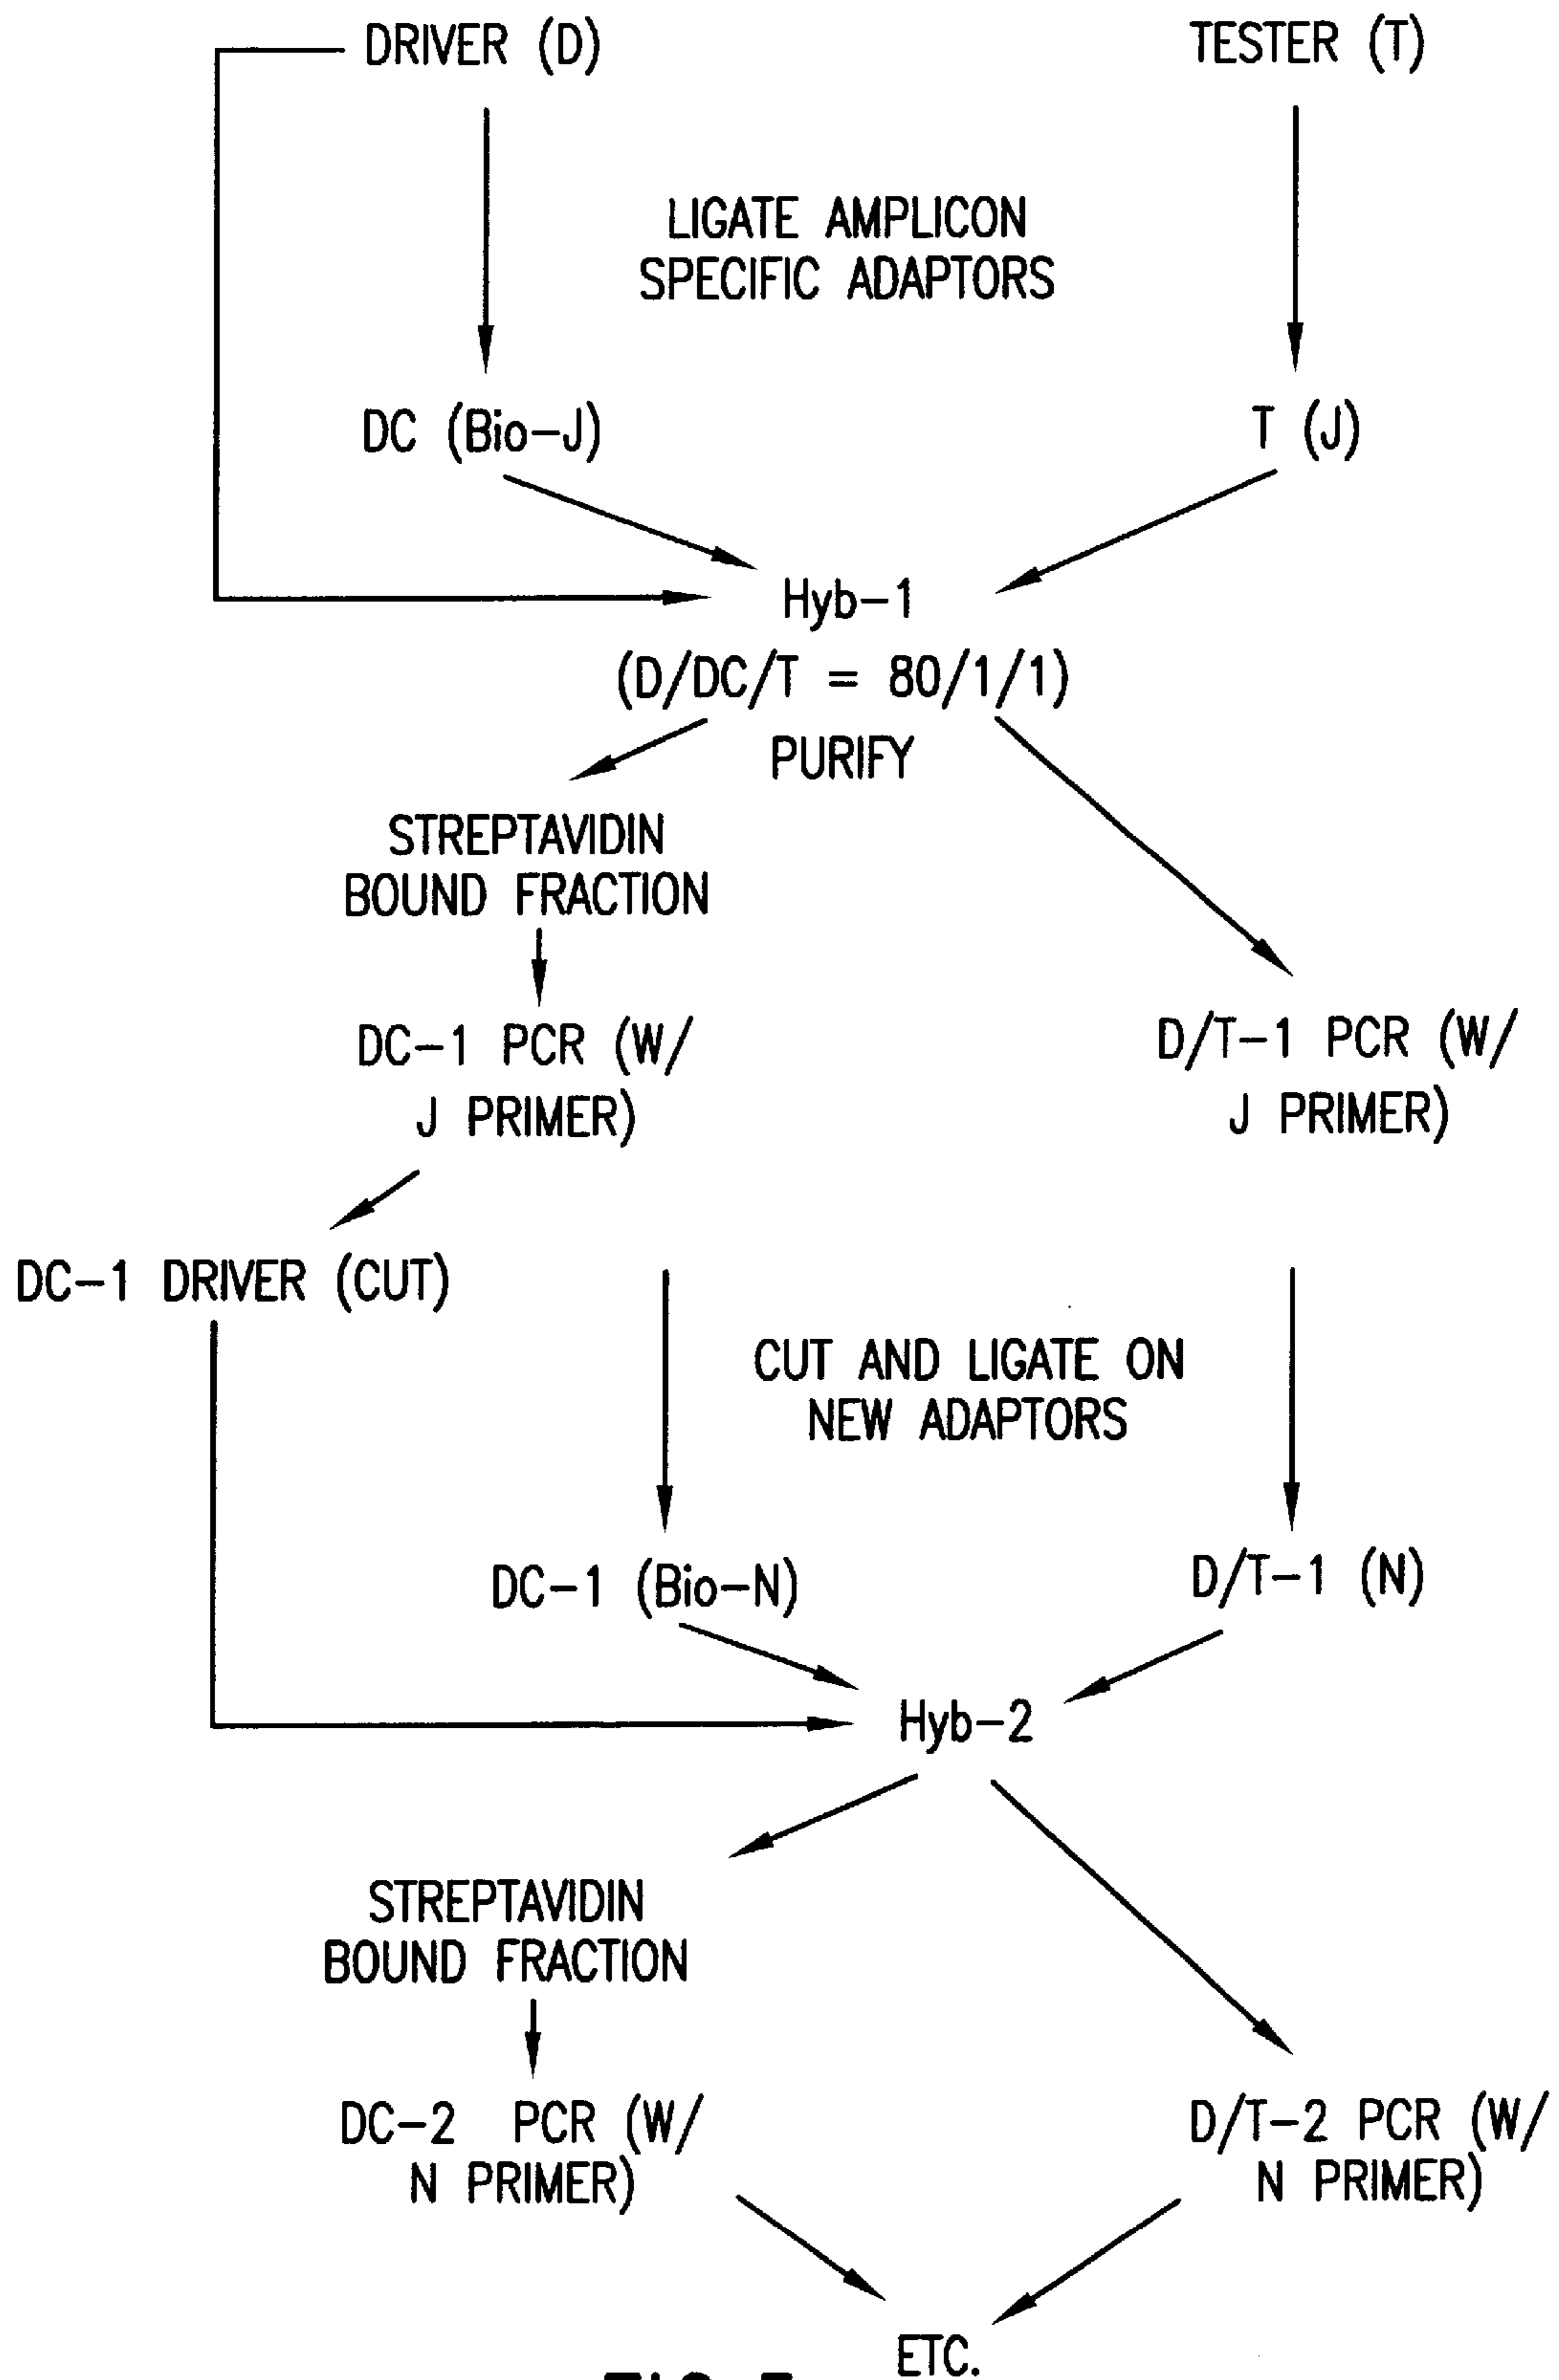 DRIVER (D)
TESTER (T)
LIGATE AMPLICON
SPECIFIC ADAPTORS
DC (Bio-J)
T (J)
Hyb-1
(D/DC/T = 80/1/1)
PURIFY
STREPTAVIDIN
BOUND FRACTION
DC-1 PCR (W/
J PRIMER)
D/T-1 PCR (W/
J PRIMER)
DC-1 DRIVER (CUT)
CUT AND LIGATE ON
NEW ADAPTORS
DC-1 (Bio-N)
D/T-1 (N)
Hyb-2
STREPTAVIDIN
BOUND FRACTION
DC-2 PCR (W/
N PRIMER)
D/T-2 PCR (W/
N PRIMER)
ETC.